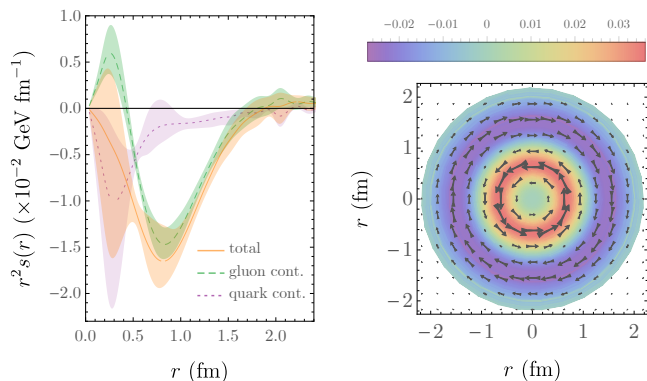 1.0
0.5
0.0
-0.5
-1.0
-1.5
-2.0
r²s(r) (×10⁻² GeV fm⁻¹)
total
gluon cont.
quark cont.
0.0 0.5 1.0 1.5 2.0
r (fm)
-0.02 -0.01 0 0.01 0.02 0.03
2
1
0
−1
−2
r (fm)
−2 −1 0 1 2
r (fm)